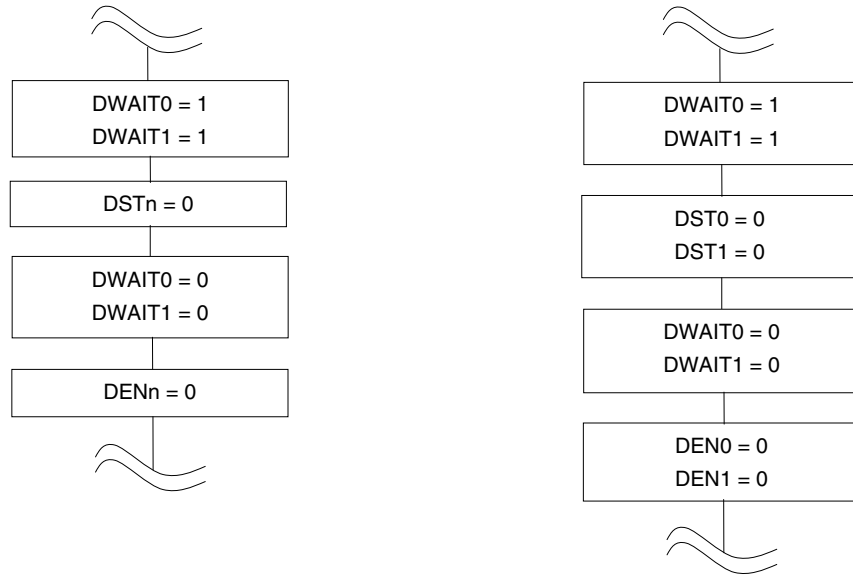 DWAIT0 = 1
DWAIT1 = 1
DSTn = 0
DWAIT0 = 0
DWAIT1 = 0
DENn = 0
DWAIT0 = 1
DWAIT1 = 1
DST0 = 0
DST1 = 0
DWAIT0 = 0
DWAIT1 = 0
DEN0 = 0
DEN1 = 0